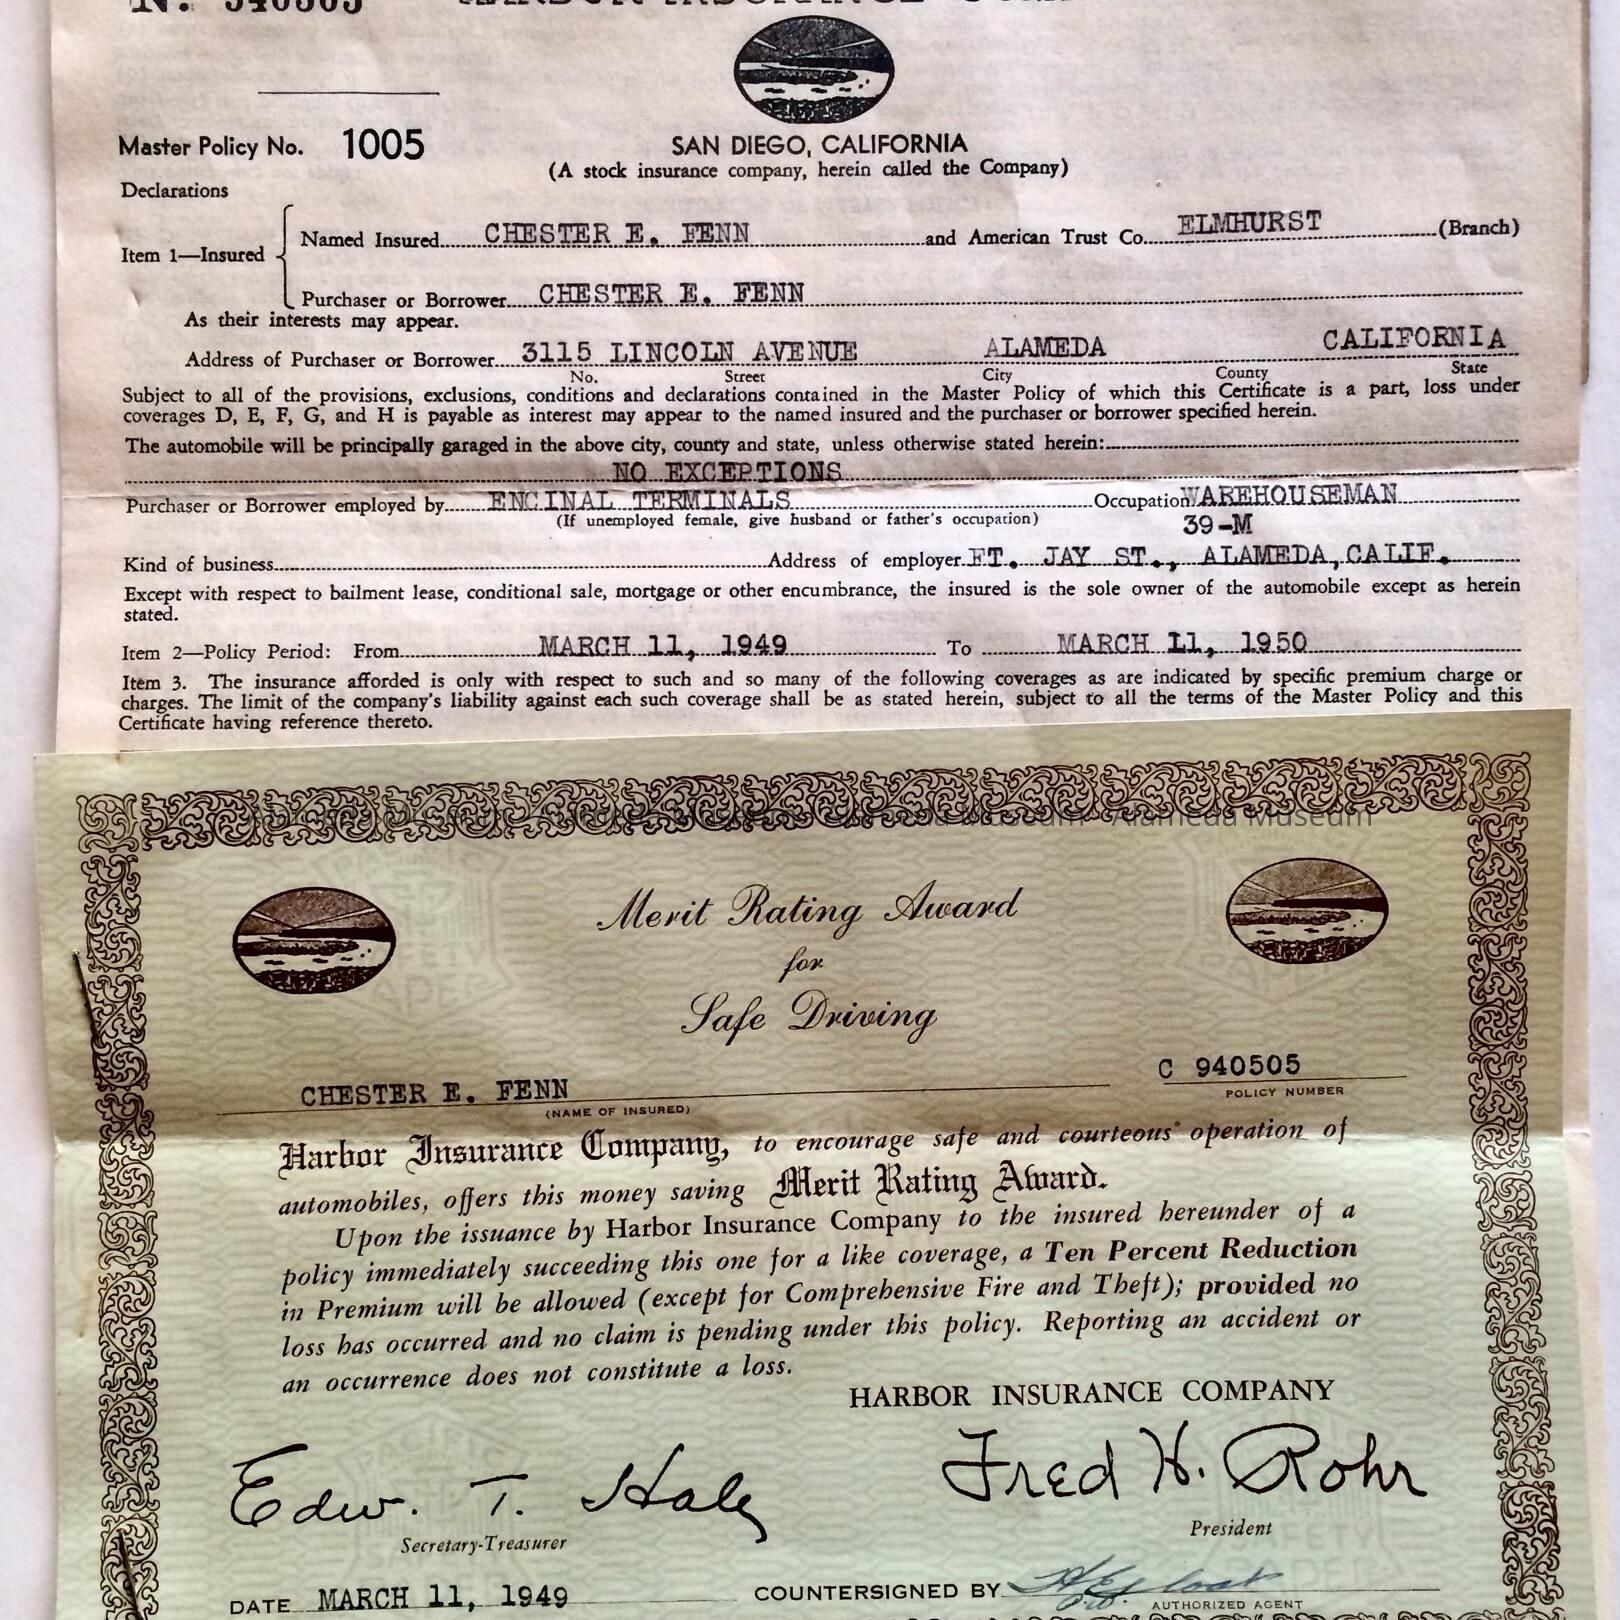 No. 940505 HARBOR INSURANCE COMPANY
Master Policy No. 1005
SAN DIEGO, CALIFORNIA
(A stock insurance company, herein called the Company)
Declarations
Item 1—Insured
Named Insured CHESTER E. FENN and American Trust Co. ELMHURST (Branch)
Purchaser or Borrower CHESTER E. FENN
As their interests may appear.
Address of Purchaser or Borrower 3115 LINCOLN AVENUE ALAMEDA CALIFORNIA
No. Street City County State
Subject to all of the provisions, exclusions, conditions and declarations contained in the Master Policy of which this Certificate is a part, loss under
coverages D, E, F, G, and H is payable as interest may appear to the named insured and the purchaser or borrower specified herein.
The automobile will be principally garaged in the above city, county and state, unless otherwise stated herein:
NO EXCEPTIONS
Purchaser or Borrower employed by ENCINAL TERMINALS Occupation WAREHOUSEMAN
(If unemployed female, give husband or father's occupation) 39-M
Kind of business Address of employer FT. JAY ST., ALAMEDA, CALIF.
Except with respect to bailment lease, conditional sale, mortgage or other encumbrance, the insured is the sole owner of the automobile except as herein
stated.
Item 2—Policy Period: From MARCH 11, 1949 To MARCH 11, 1950
Item 3. The insurance afforded is only with respect to such and so many of the following coverages as are indicated by specific premium charge or
charges. The limit of the company's liability against each such coverage shall be as stated herein, subject to all the terms of the Master Policy and this
Certificate having reference thereto.
Alameda Museum
Merit Rating Award
for
Safe Driving
CHESTER E. FENN
(NAME OF INSURED)
C 940505
POLICY NUMBER
Harbor Insurance Company, to encourage safe and courteous operation of
automobiles, offers this money saving Merit Rating Award.
Upon the issuance by Harbor Insurance Company to the insured hereunder of a
policy immediately succeeding this one for a like coverage, a Ten Percent Reduction
in Premium will be allowed (except for Comprehensive Fire and Theft); provided no
loss has occurred and no claim is pending under this policy. Reporting an accident or
an occurrence does not constitute a loss.
HARBOR INSURANCE COMPANY
Edw. T. Haly
Secretary-Treasurer
Fred H. Rohr
President
DATE MARCH 11, 1949
COUNTERSIGNED BY
AUTHORIZED AGENT